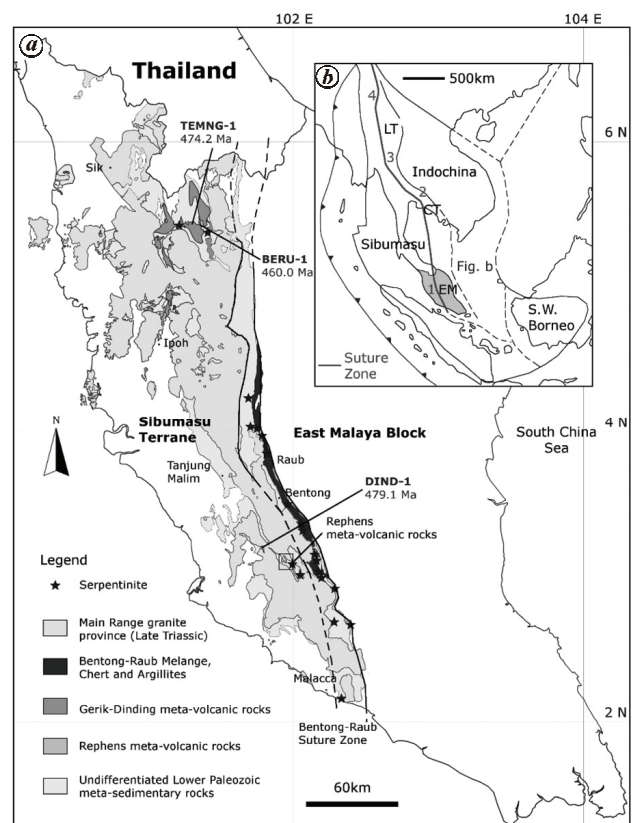 102 E
104 E
a
Thailand
TEMNG-1
474.2 Ma
Sik
BERU-1
460.0 Ma
Ipoh
6 N
b
500km
4
LT
3
Indochina
2
CT
Sibumasu
Fig. b
1 EM
S.W.
Borneo
Suture
Zone
4 N
N
Sibumasu
Terrane
East Malaya Block
South China
Sea
Raub
Tanjung
Malim
DIND-1
479.1 Ma
Bentong
Rephens
meta-volcanic rocks
Legend
Serpentinite
Main Range granite
province (Late Triassic)
Bentong-Raub Melange,
Chert and Argillites
Gerik-Dinding meta-volcanic rocks
Rephens meta-volcanic rocks
Undifferentiated Lower Paleozoic
meta-sedimentary rocks
Malacca
2 N
Bentong-Raub
Suture Zone
60km